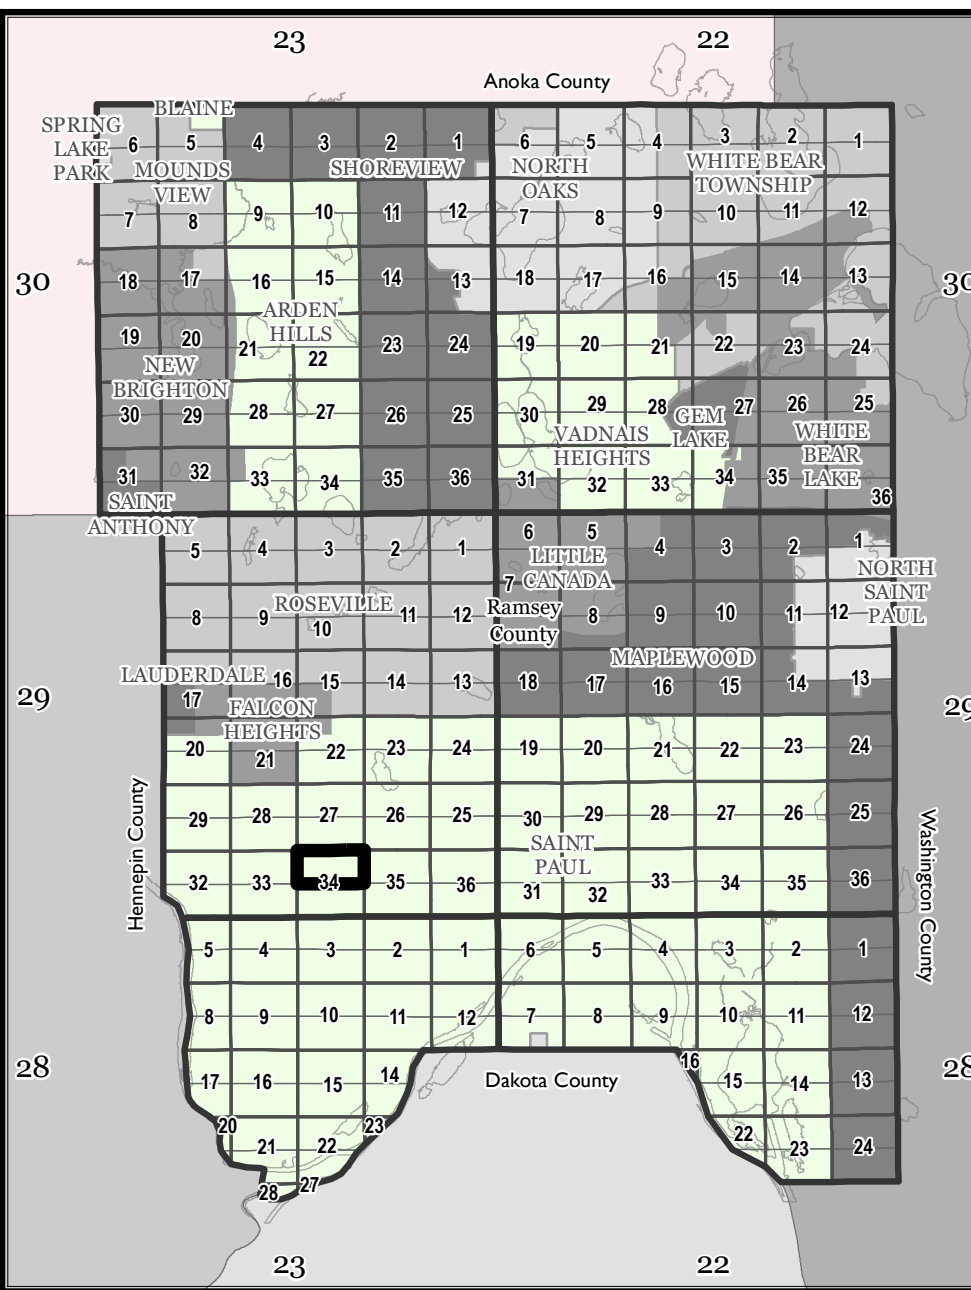 23 22
Anoka County
BLAINE
SPRING
LAKE
PARK
6 5 4 3 2 1 6 5 4 3 2 1
MOUNDS
VIEW
SHOREVIEW
NORTH
OAKS
WHITE BEAR
TOWNSHIP
7 8 9 10 11 12 7 8 9 10 11 12
30 18 17 16 15 14 13 18 17 16 15 14 13 30
ARDEN
HILLS
19 20 21 22 23 24 19 20 21 22 23 24
NEW
BRIGHTON
30 29 28 27 26 25 30 29 28 27 26 25
GEM
LAKE
VADNAIS
HEIGHTS
WHITE
BEAR
LAKE
31 32 33 34 35 36 31 32 33 34 35 36
SAINT
ANTHONY
5 4 3 2 1 6 5 4 3 2 1
LITTLE
CANADA
NORTH
SAINT
PAUL
8 9 10 11 12 7 8 9 10 11 12
ROSEVILLE
Ramsey
County
MAPLEWOOD
LAUDERDALE
29 17 16 15 14 13 18 17 16 15 14 13 29
FALCON
HEIGHTS
20 21 22 23 24 19 20 21 22 23 24
29 28 27 26 25 30 29 28 27 26 25
SAINT
PAUL
32 33 34 35 36 31 32 33 34 35 36
Hennepin County
Washington County
5 4 3 2 1 6 5 4 3 2 1
8 9 10 11 12 7 8 9 10 11 12
28 17 16 15 14 Dakota County 16 15 14 13 28
20 21 22 23 22 23 24
28 27
23 22